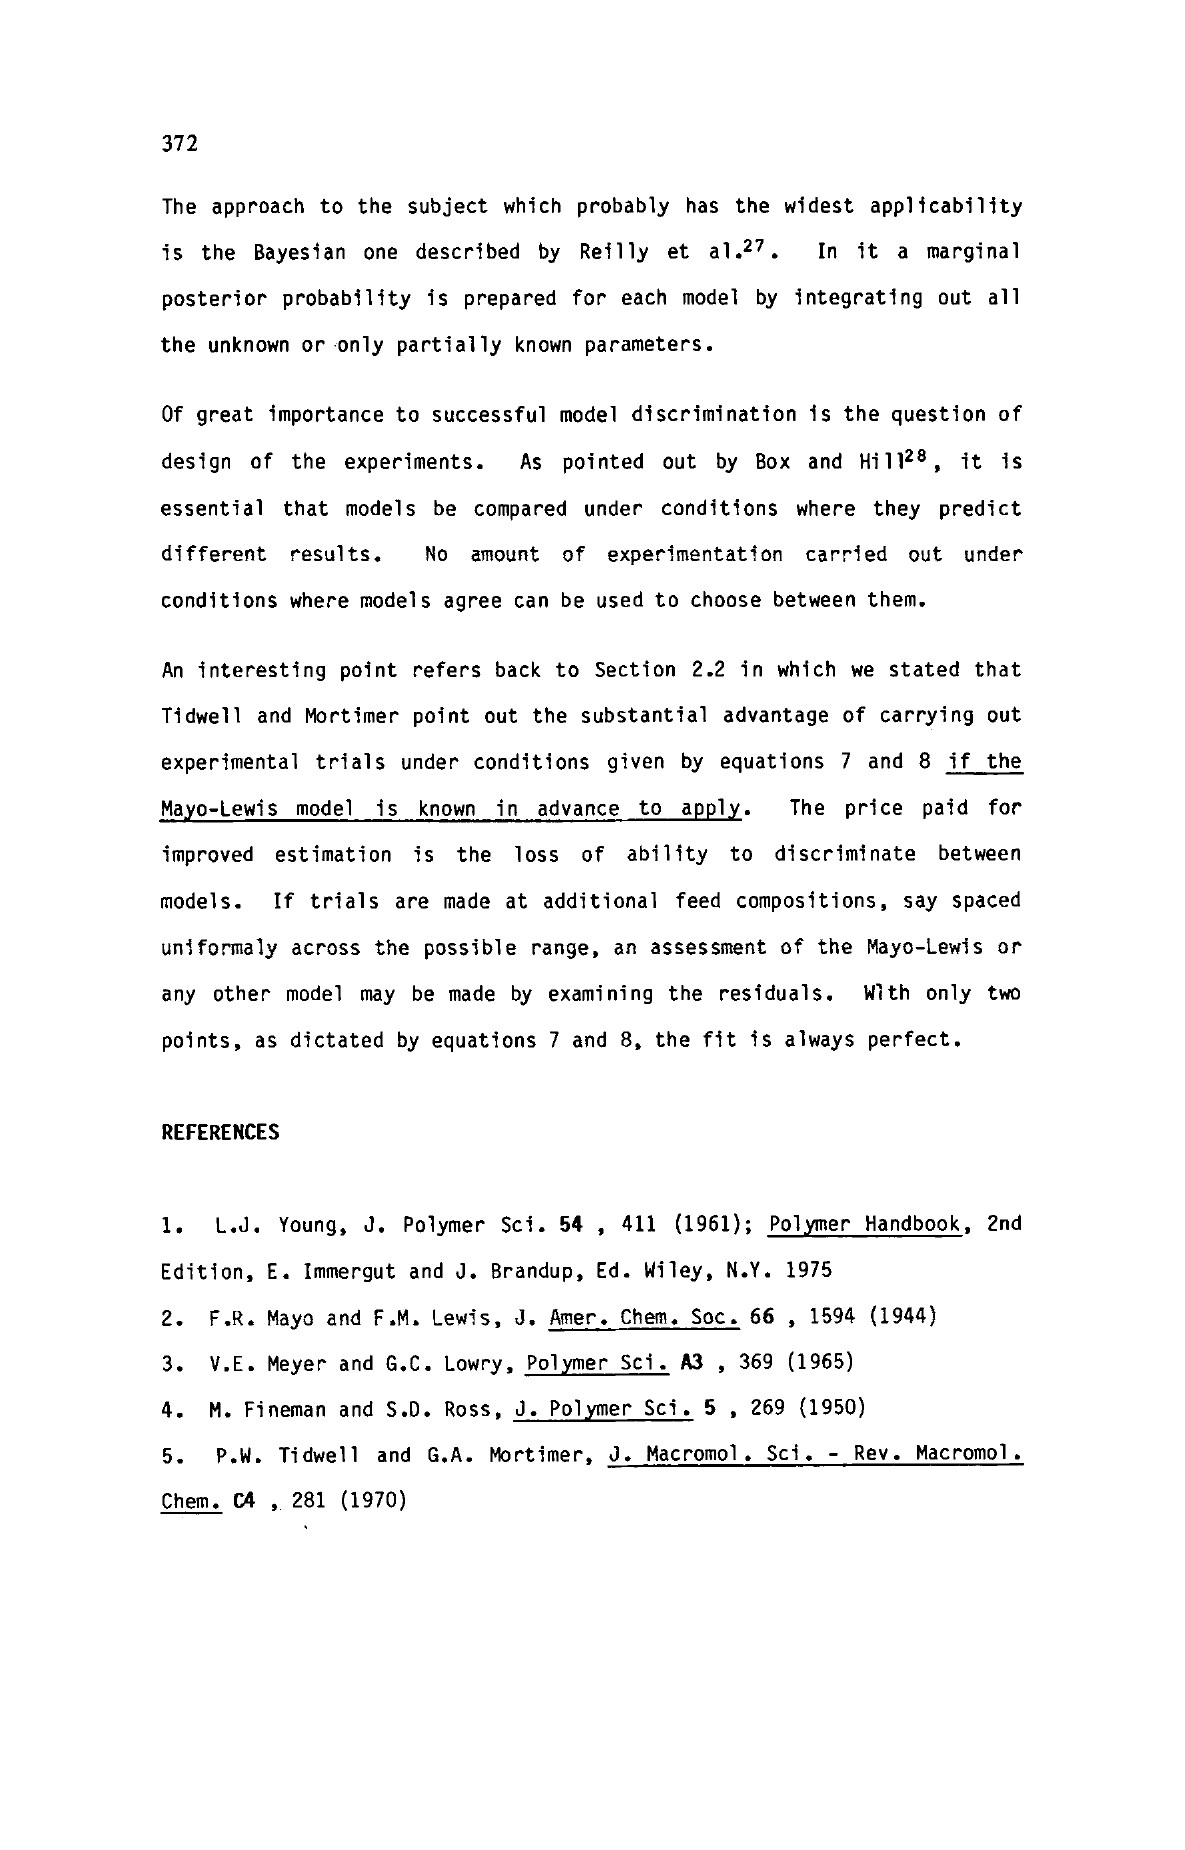 372
The approach to the subject which probably has the widest applicability
is the Bayesian one described by Reilly et al.²⁷. In it a marginal
posterior probability is prepared for each model by integrating out all
the unknown or only partially known parameters.
Of great importance to successful model discrimination is the question of
design of the experiments. As pointed out by Box and Hill²⁸, it is
essential that models be compared under conditions where they predict
different results. No amount of experimentation carried out under
conditions where models agree can be used to choose between them.
An interesting point refers back to Section 2.2 in which we stated that
Tidwell and Mortimer point out the substantial advantage of carrying out
experimental trials under conditions given by equations 7 and 8 if the
Mayo-Lewis model is known in advance to apply. The price paid for
improved estimation is the loss of ability to discriminate between
models. If trials are made at additional feed compositions, say spaced
uniformaly across the possible range, an assessment of the Mayo-Lewis or
any other model may be made by examining the residuals. With only two
points, as dictated by equations 7 and 8, the fit is always perfect.
REFERENCES
1. L.J. Young, J. Polymer Sci. 54 , 411 (1961); Polymer Handbook, 2nd
Edition, E. Immergut and J. Brandup, Ed. Wiley, N.Y. 1975
2. F.R. Mayo and F.M. Lewis, J. Amer. Chem. Soc. 66 , 1594 (1944)
3. V.E. Meyer and G.C. Lowry, Polymer Sci. A3 , 369 (1965)
4. M. Fineman and S.D. Ross, J. Polymer Sci. 5 , 269 (1950)
5. P.W. Tidwell and G.A. Mortimer, J. Macromol. Sci. - Rev. Macromol.
Chem. C4 , 281 (1970)